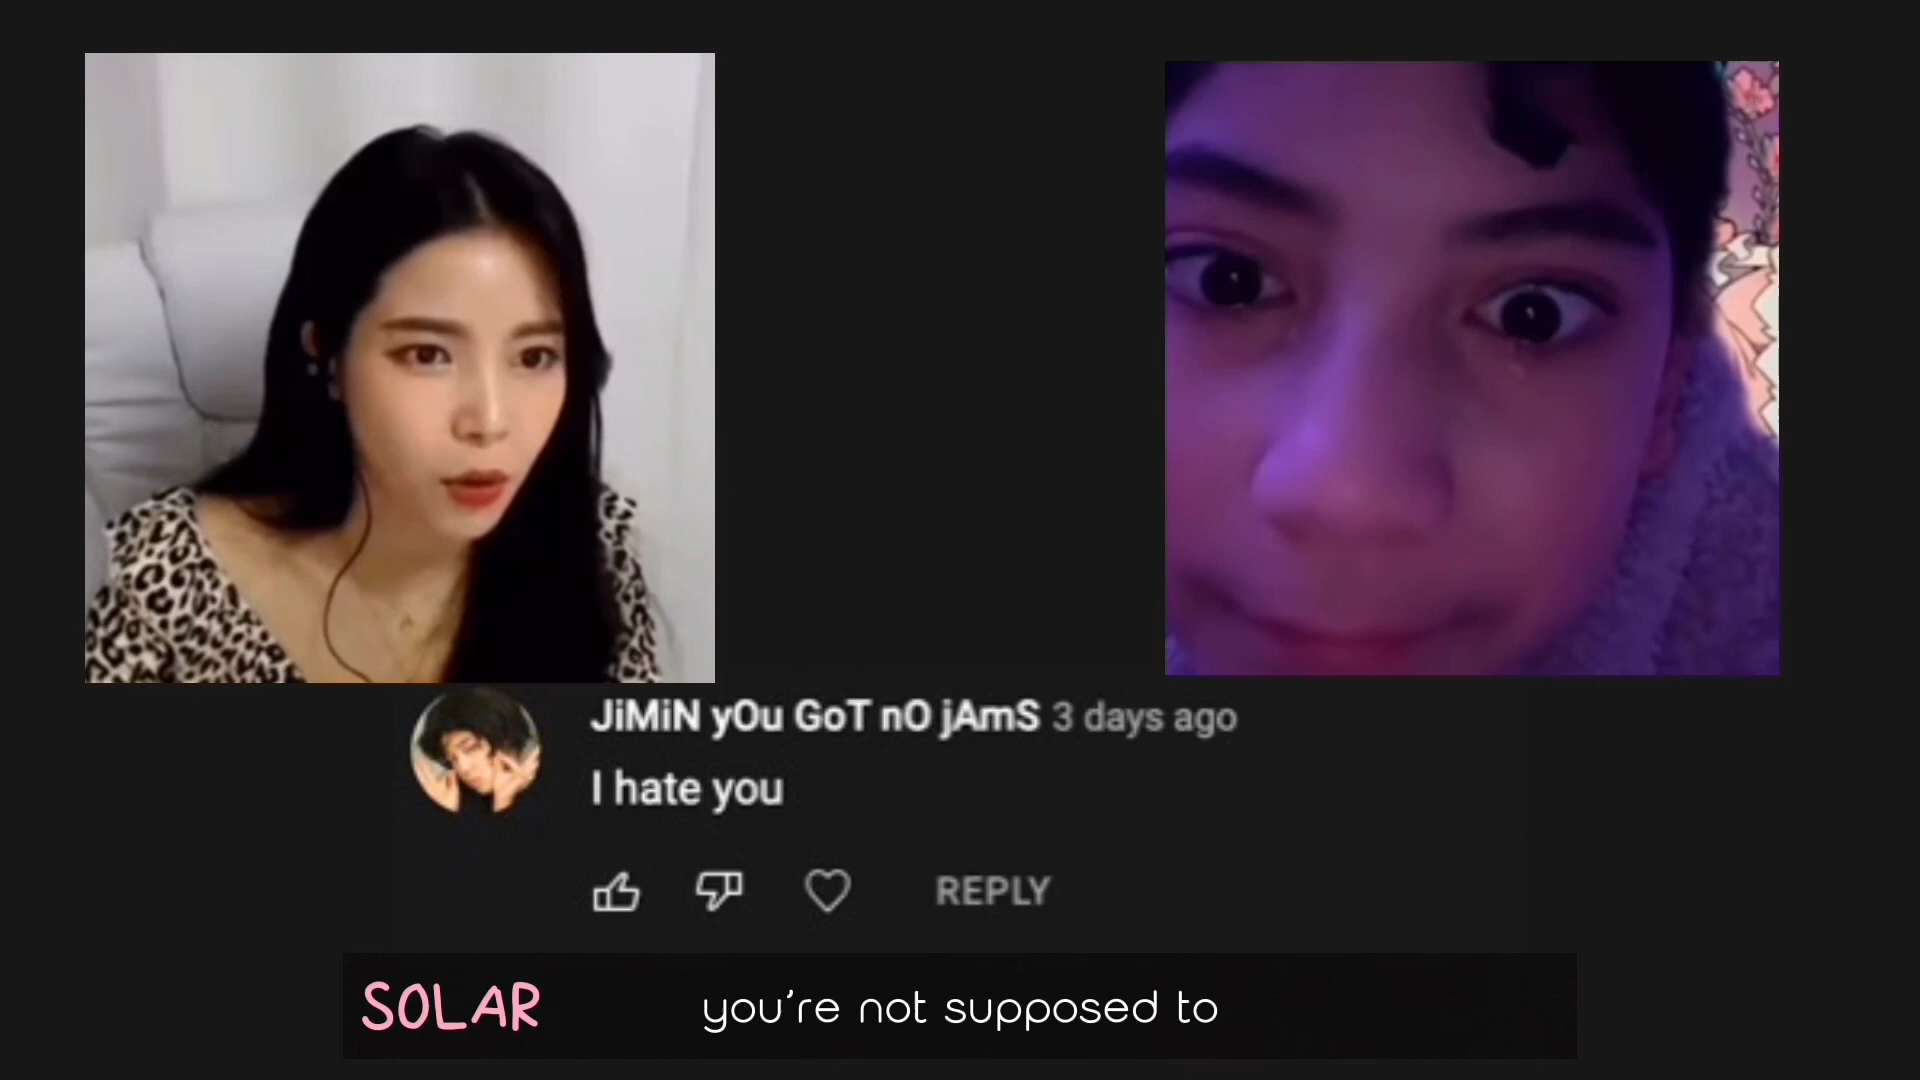 JiMiN yOu GoT nO jAmS 3 days ago
I hate you
REPLY
SOLAR you're not supposed to